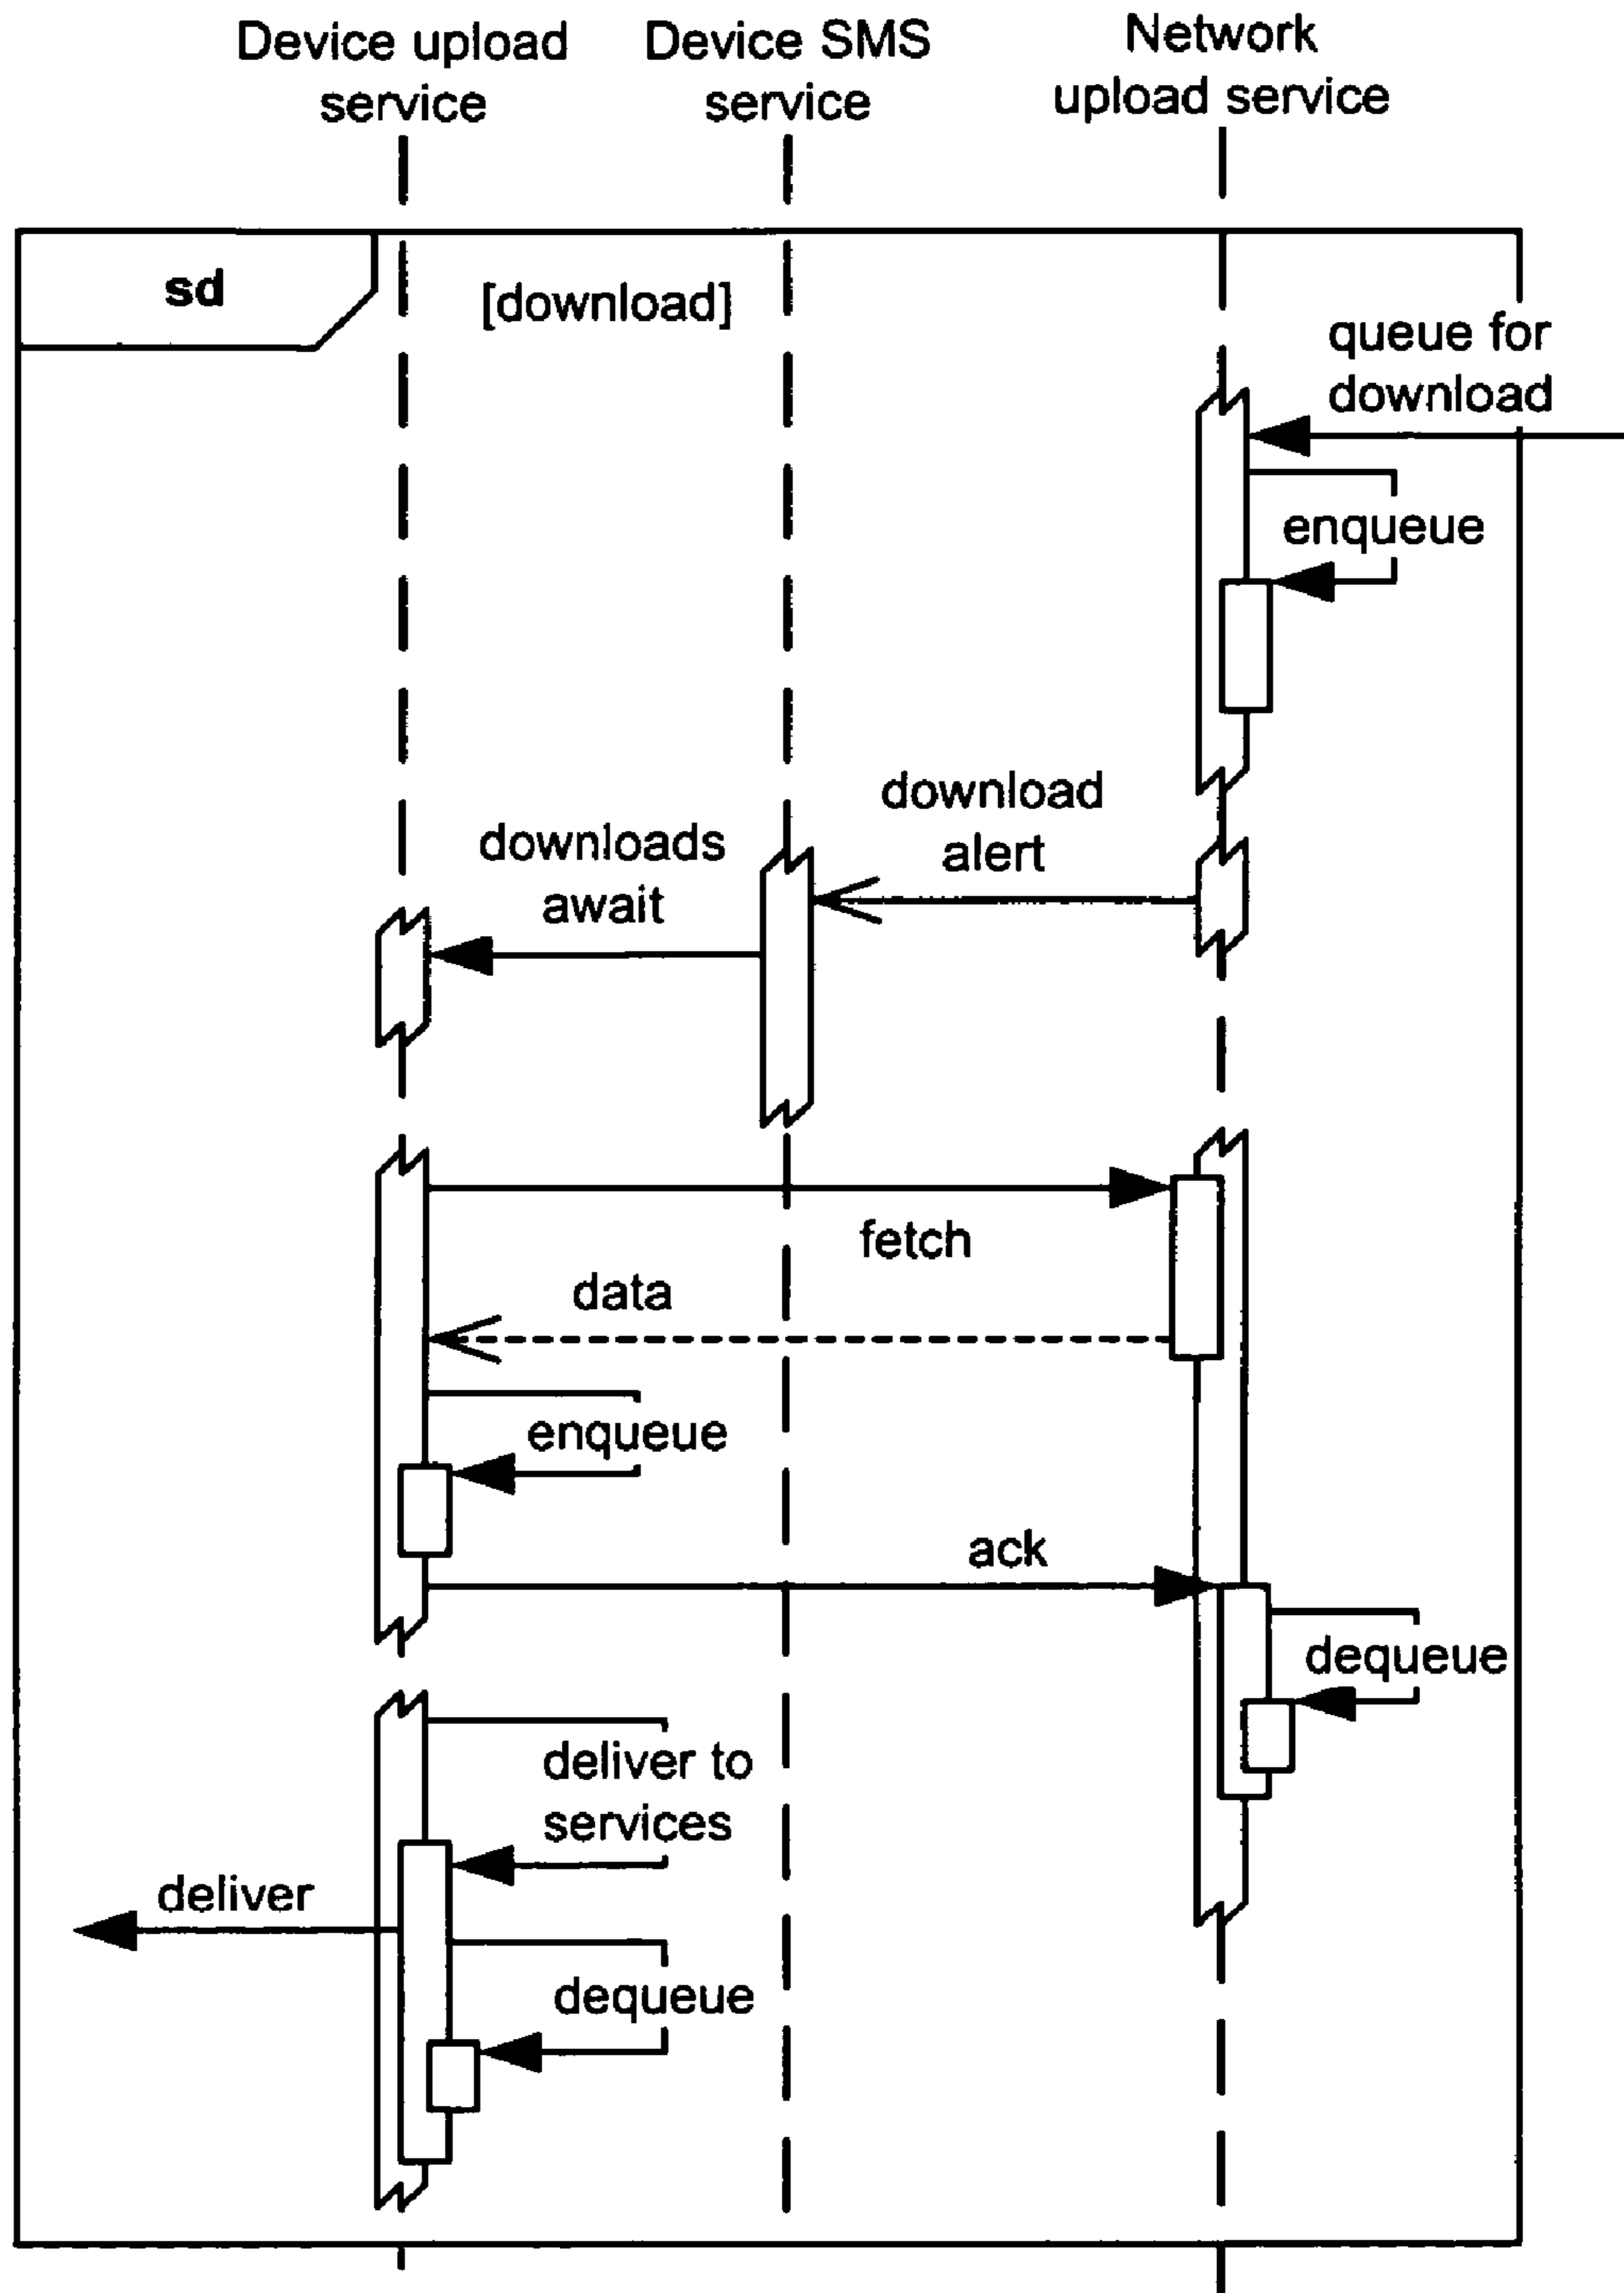 Device upload
service
Device SMS
service
Network
upload service
sd
[download]
queue for
download
enqueue
download
alert
downloads
await
fetch
data
enqueue
ack
dequeue
deliver to
services
deliver
dequeue